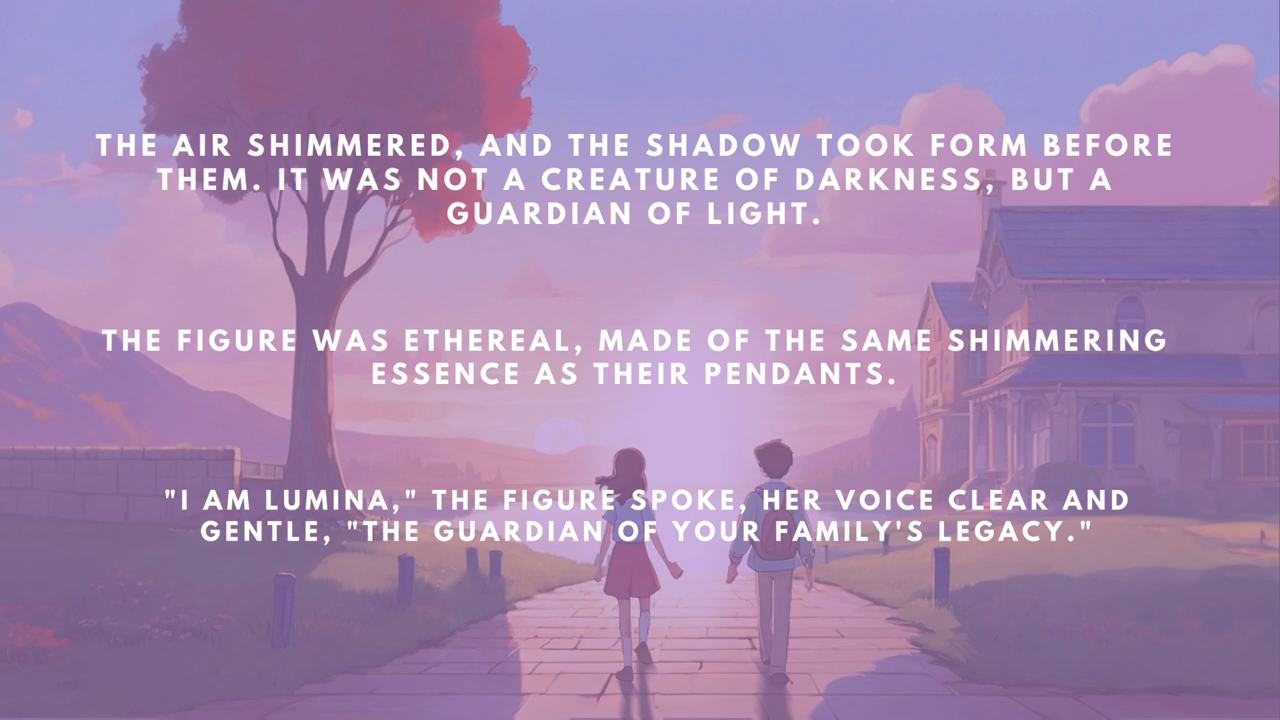 THE AIR SHIMMERED, AND THE SHADOW TOOK FORM BEFORE
THEM. IT WAS NOT A CREATURE OF DARKNESS, BUT A
GUARDIAN OF LIGHT.
THE FIGURE WAS ETHEREAL, MADE OF THE SAME SHIMMERING
ESSENCE AS THEIR PENDANTS.
"I AM LUMINA," THE FIGURE SPOKE, HER VOICE CLEAR AND
GENTLE, "THE GUARDIAN OF YOUR FAMILY'S LEGACY."